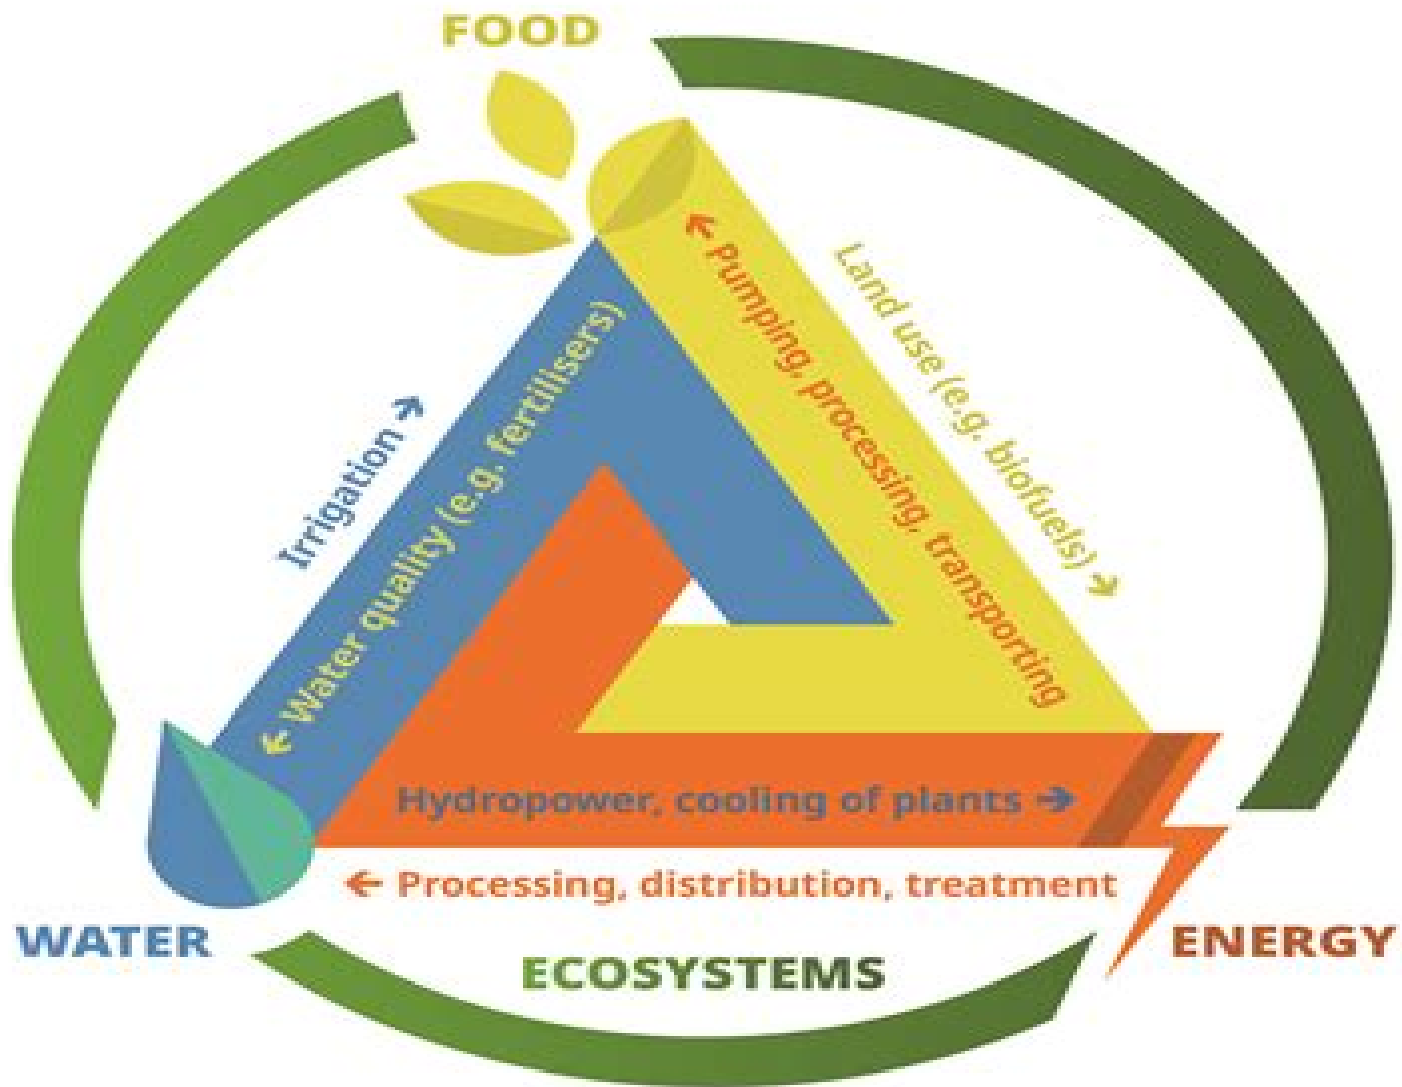 FOOD
Irrigation →
← Water quality (e.g. fertilisers)
← Pumping, processing, transporting
Land use (e.g. biofuels) →
Hydropower, cooling of plants →
← Processing, distribution, treatment
WATER
ENERGY
ECOSYSTEMS